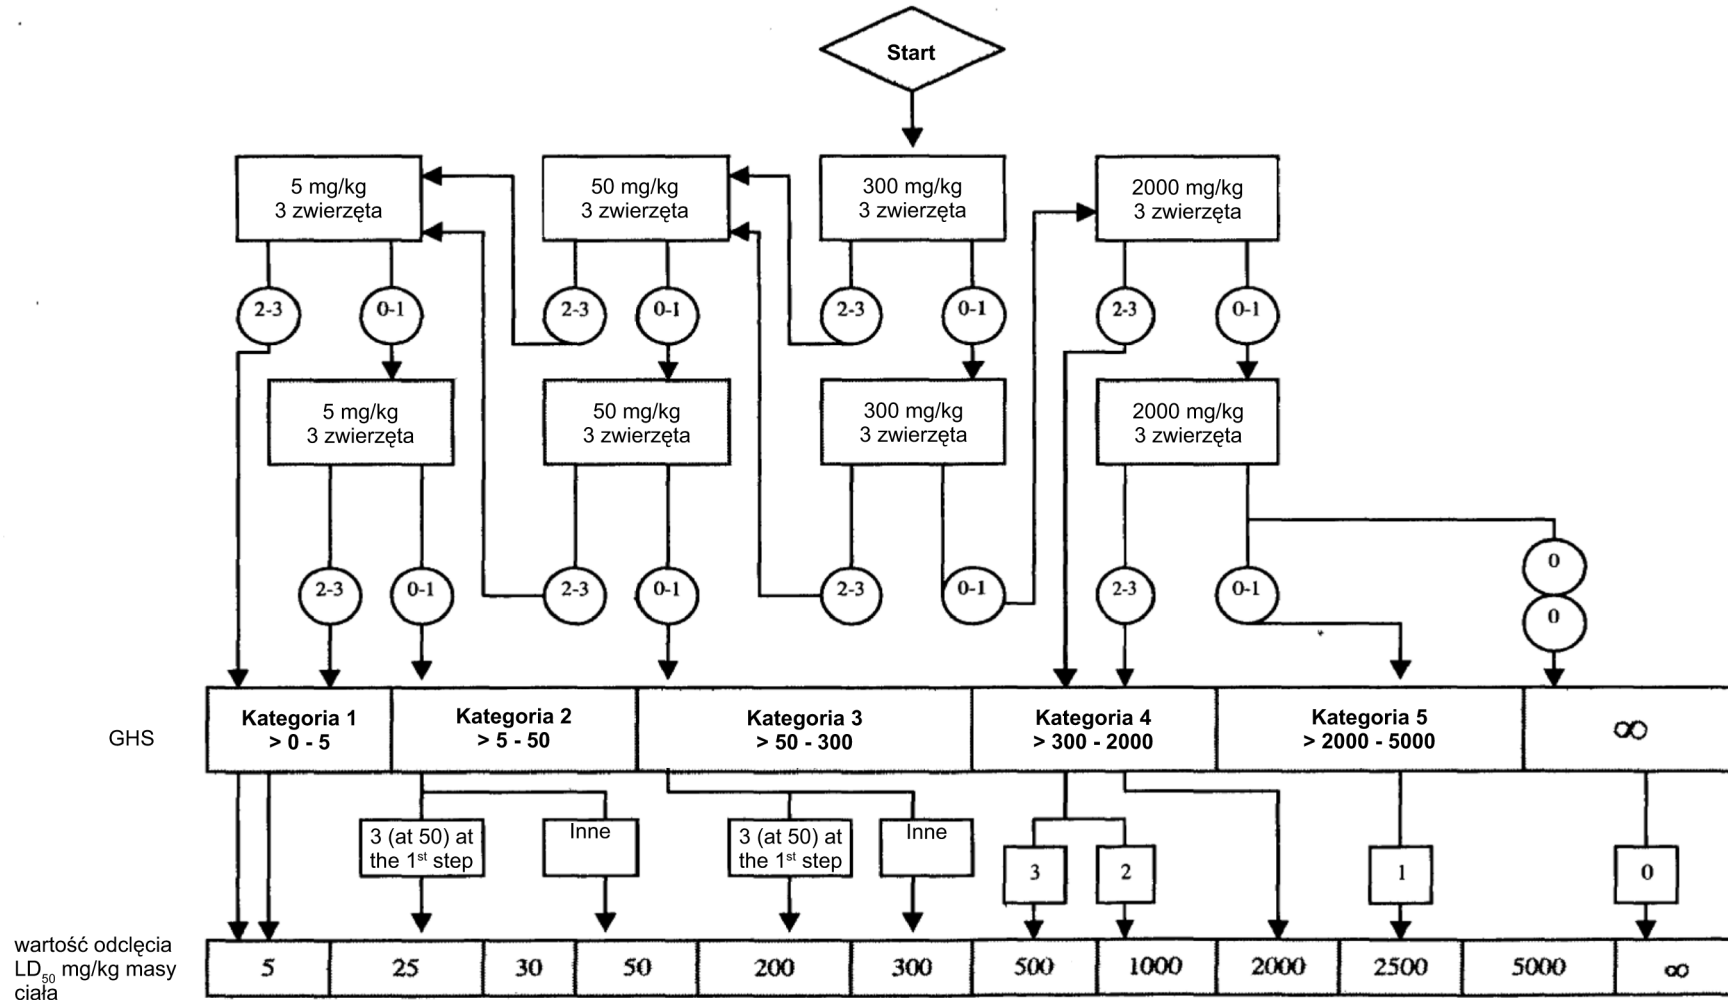 Start
5 mg/kg
3 zwierzęta
50 mg/kg
3 zwierzęta
300 mg/kg
3 zwierzęta
2000 mg/kg
3 zwierzęta
2-3
0-1
2-3
0-1
2-3
0-1
2-3
0-1
5 mg/kg
3 zwierzęta
50 mg/kg
3 zwierzęta
300 mg/kg
3 zwierzęta
2000 mg/kg
3 zwierzęta
2-3
0-1
2-3
0-1
2-3
0-1
2-3
0-1
0
0
GHS
Kategoria 1
> 0 - 5
Kategoria 2
> 5 - 50
Kategoria 3
> 50 - 300
Kategoria 4
> 300 - 2000
Kategoria 5
> 2000 - 5000
∞
3 (at 50) at
the 1st step
Inne
3 (at 50) at
the 1st step
Inne
3
2
1
0
wartość odclęcia
LD50 mg/kg masy
ciała
5
25
30
50
200
300
500
1000
2000
2500
5000
∞